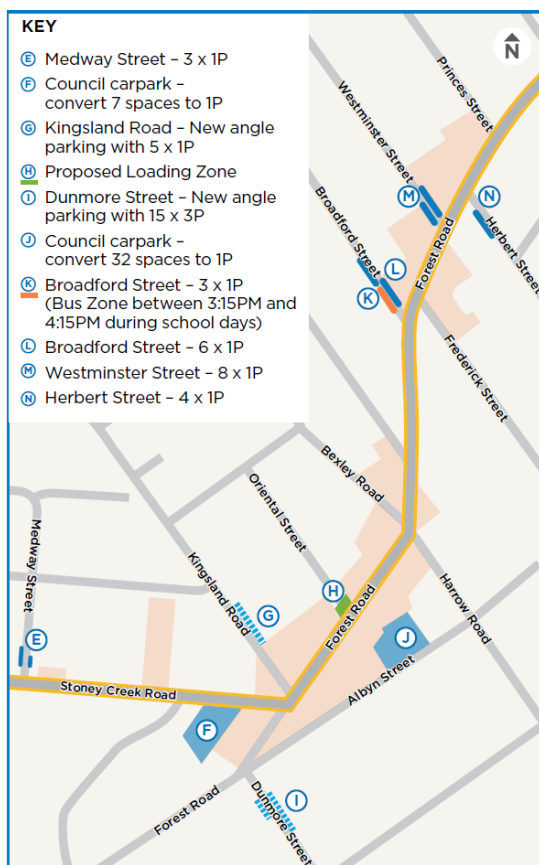 KEY
E Medway Street – 3 x 1P
F Council carpark –
convert 7 spaces to 1P
G Kingsland Road – New angle
parking with 5 x 1P
H Proposed Loading Zone
I Dunmore Street – New angle
parking with 15 x 3P
J Council carpark –
convert 32 spaces to 1P
K Broadford Street – 3 x 1P
(Bus Zone between 3:15PM and
4:15PM during school days)
L Broadford Street – 6 x 1P
M Westminster Street – 8 x 1P
N Herbert Street – 4 x 1P
N
Princes Street
Westminster Street
Broadford Street
M
N
Herbert Street
L
K
Forest Road
Frederick Street
Bexley Road
Oriental Street
Medway Street
Kingsland Road
H
G
Forest Road
Harrow Road
E
J
Albyn Street
Stoney Creek Road
F
Forest Road
I
Dunmore Street